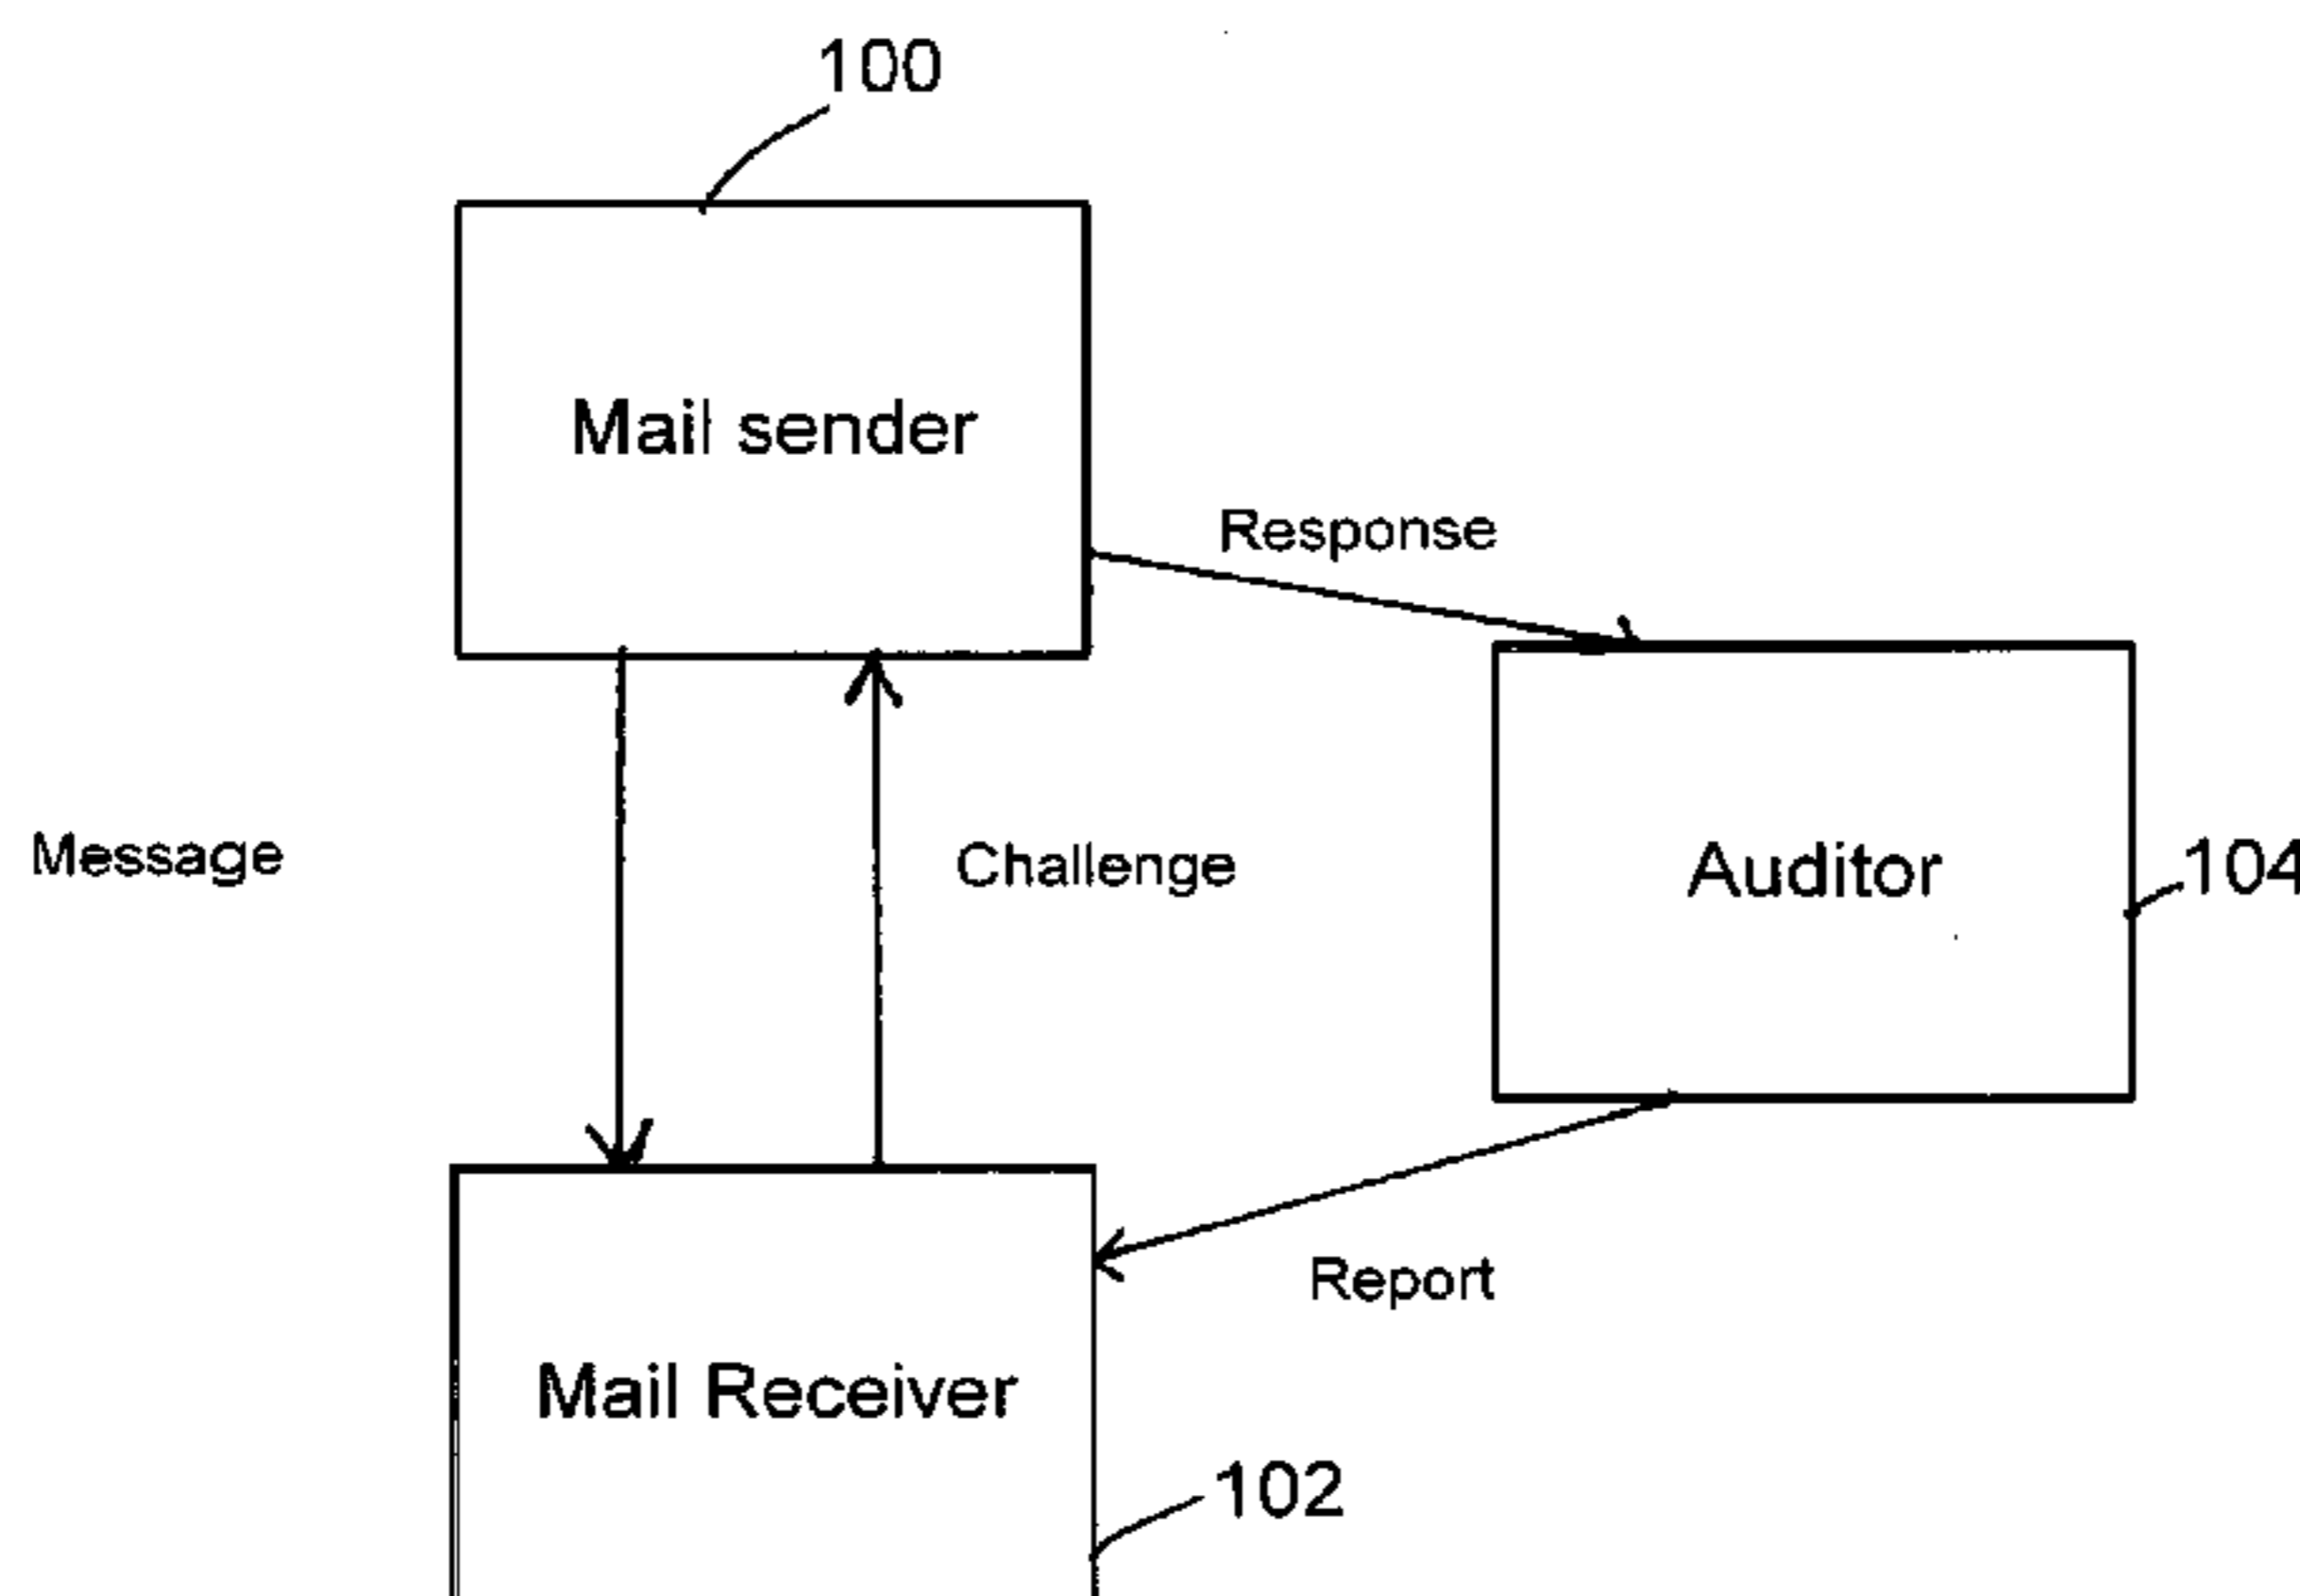 100
Mail sender
Response
Message
Challenge
Auditor
104
Report
Mail Receiver
102